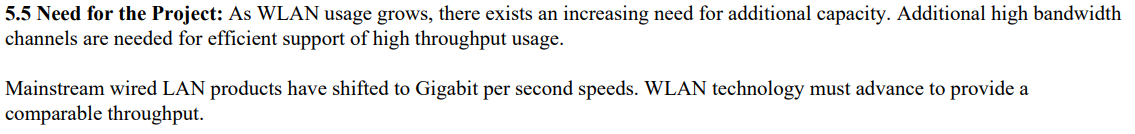 5.5 Need for the Project: As WLAN usage grows, there exists an increasing need for additional capacity. Additional high bandwidth
channels are needed for efficient support of high throughput usage.
Mainstream wired LAN products have shifted to Gigabit per second speeds. WLAN technology must advance to provide a
comparable throughput.